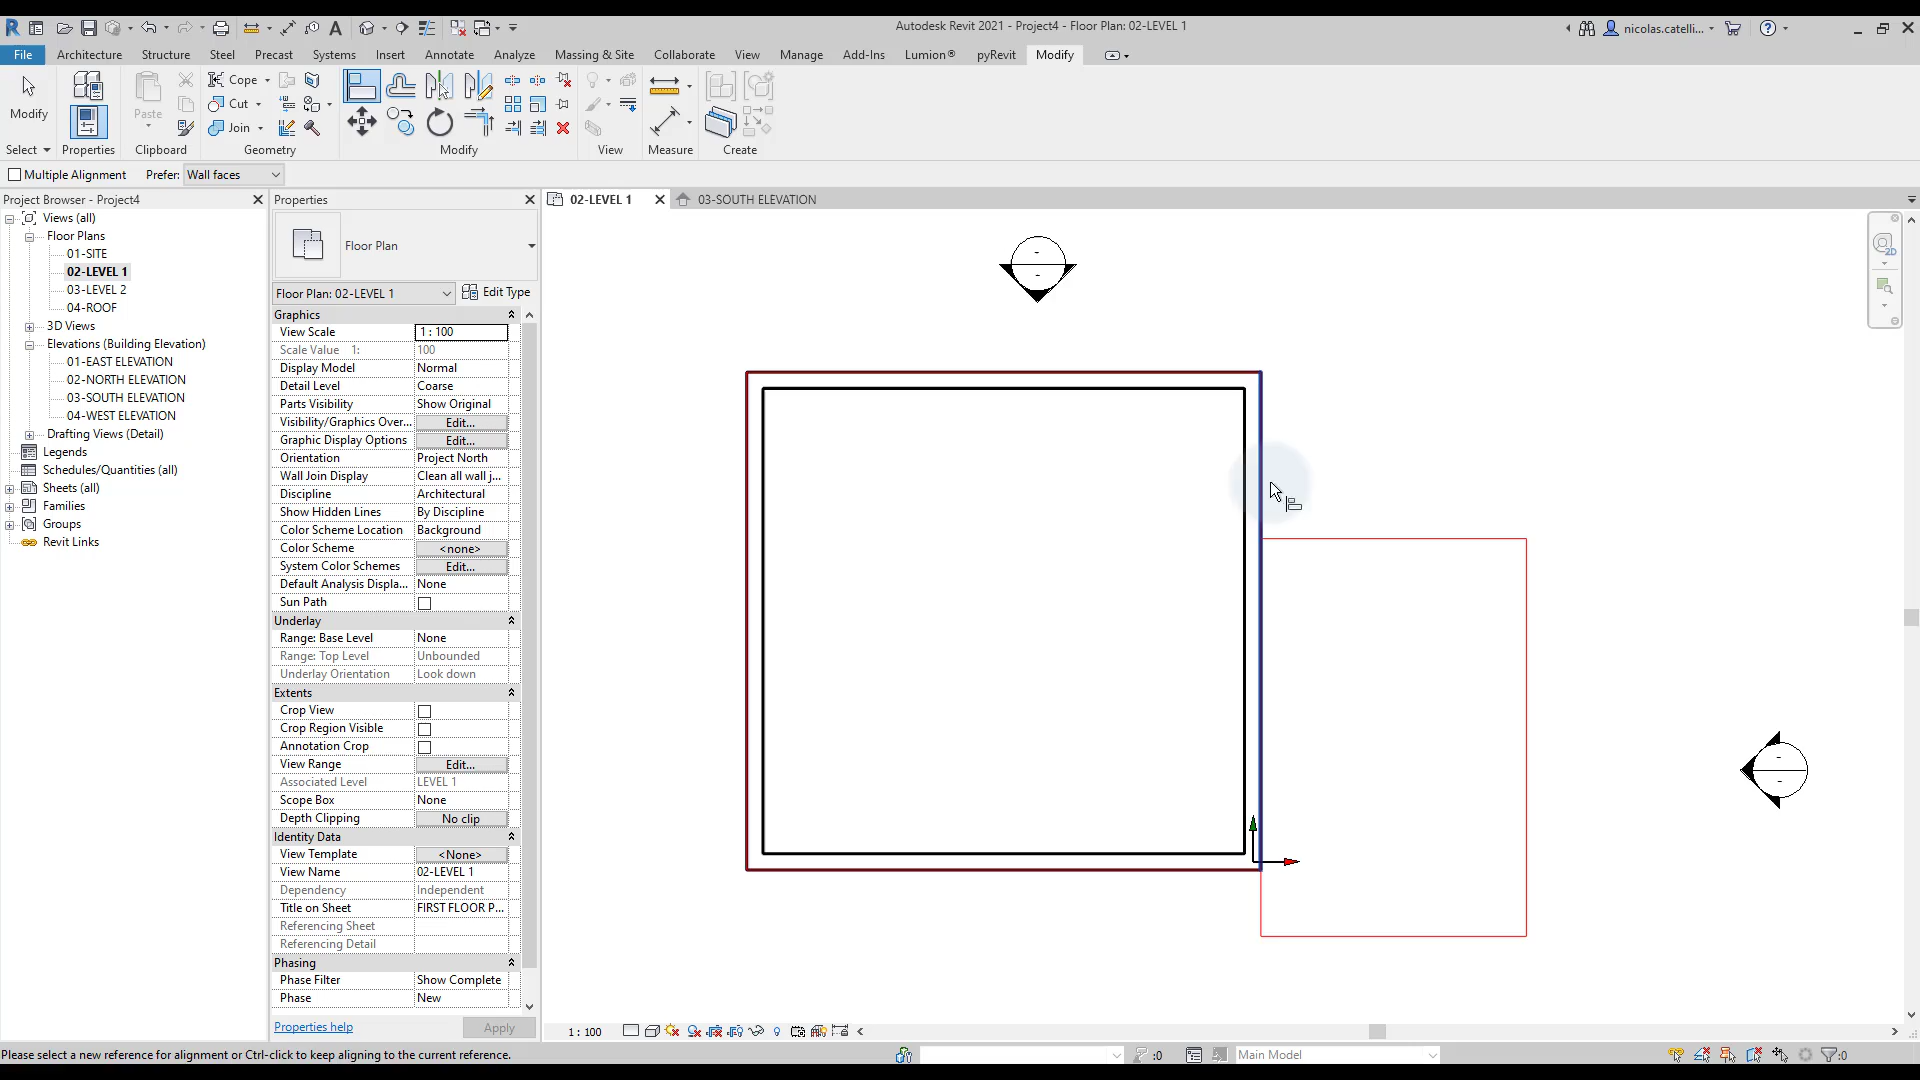 Autodesk Revit 2021 - Project4 - Floor Plan: 02-LEVEL 1
nicolas.catelli...
File Architecture Structure Steel Precast Systems Insert Annotate Analyze Massing & Site Collaborate View Manage Add-Ins Lumion® pyRevit Modify
Modify
Paste
Cope
Cut
Join
Select Properties Clipboard Geometry Modify View Measure Create
Multiple Alignment Prefer: Wall faces
Project Browser - Project4
Views (all)
Floor Plans
01-SITE
02-LEVEL 1
03-LEVEL 2
04-ROOF
3D Views
Elevations (Building Elevation)
01-EAST ELEVATION
02-NORTH ELEVATION
03-SOUTH ELEVATION
04-WEST ELEVATION
Drafting Views (Detail)
Legends
Schedules/Quantities (all)
Sheets (all)
Families
Groups
Revit Links
Properties
Floor Plan
Floor Plan: 02-LEVEL 1 Edit Type
Graphics
View Scale 1 : 100
Scale Value 1: 100
Display Model Normal
Detail Level Coarse
Parts Visibility Show Original
Visibility/Graphics Over... Edit...
Graphic Display Options Edit...
Orientation Project North
Wall Join Display Clean all wall j...
Discipline Architectural
Show Hidden Lines By Discipline
Color Scheme Location Background
Color Scheme <none>
System Color Schemes Edit...
Default Analysis Displa... None
Sun Path
Underlay
Range: Base Level None
Range: Top Level Unbounded
Underlay Orientation Look down
Extents
Crop View
Crop Region Visible
Annotation Crop
View Range Edit...
Associated Level LEVEL 1
Scope Box None
Depth Clipping No clip
Identity Data
View Template <None>
View Name 02-LEVEL 1
Dependency Independent
Title on Sheet FIRST FLOOR P...
Referencing Sheet
Referencing Detail
Phasing
Phase Filter Show Complete
Phase New
Properties help Apply
02-LEVEL 1
03-SOUTH ELEVATION
1 : 100
Please select a new reference for alignment or Ctrl-click to keep aligning to the current reference.
:0
Main Model
:0